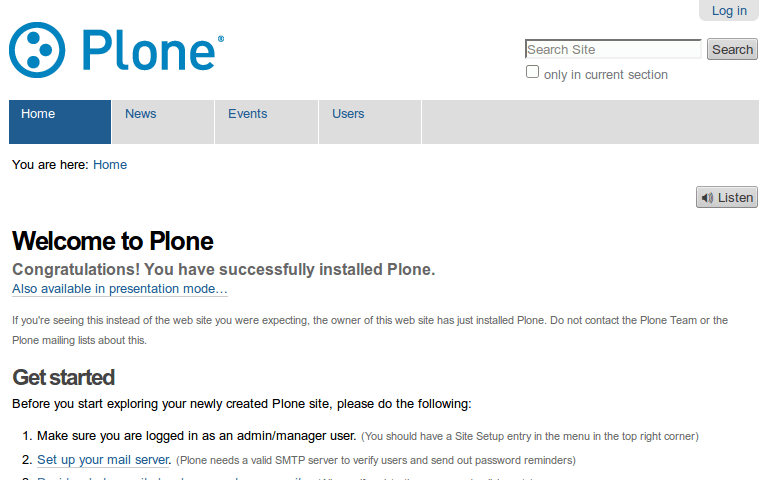 Log in
Plone®
Search Site
Search
only in current section
Home
News
Events
Users
You are here: Home
Listen
Welcome to Plone
Congratulations! You have successfully installed Plone.
Also available in presentation mode…
If you're seeing this instead of the web site you were expecting, the owner of this web site has just installed Plone. Do not contact the Plone Team or the
Plone mailing lists about this.
Get started
Before you start exploring your newly created Plone site, please do the following:
1. Make sure you are logged in as an admin/manager user. (You should have a Site Setup entry in the menu in the top right corner)
2. Set up your mail server. (Plone needs a valid SMTP server to verify users and send out password reminders)